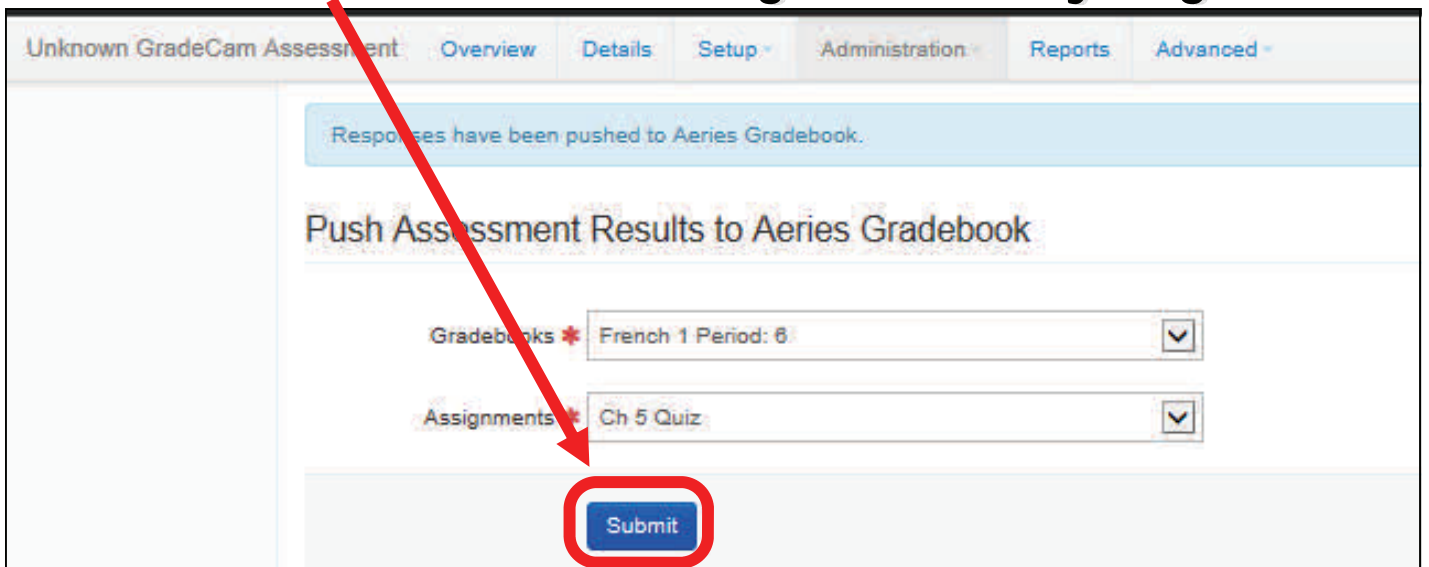 Unknown GradeCam Assessment Overview Details Setup Administration Reports Advanced
Responses have been pushed to Aeries Gradebook.
Push Assessment Results to Aeries Gradebook
Gradebooks * French 1 Period: 6
Assignments * Ch 5 Quiz
Submit